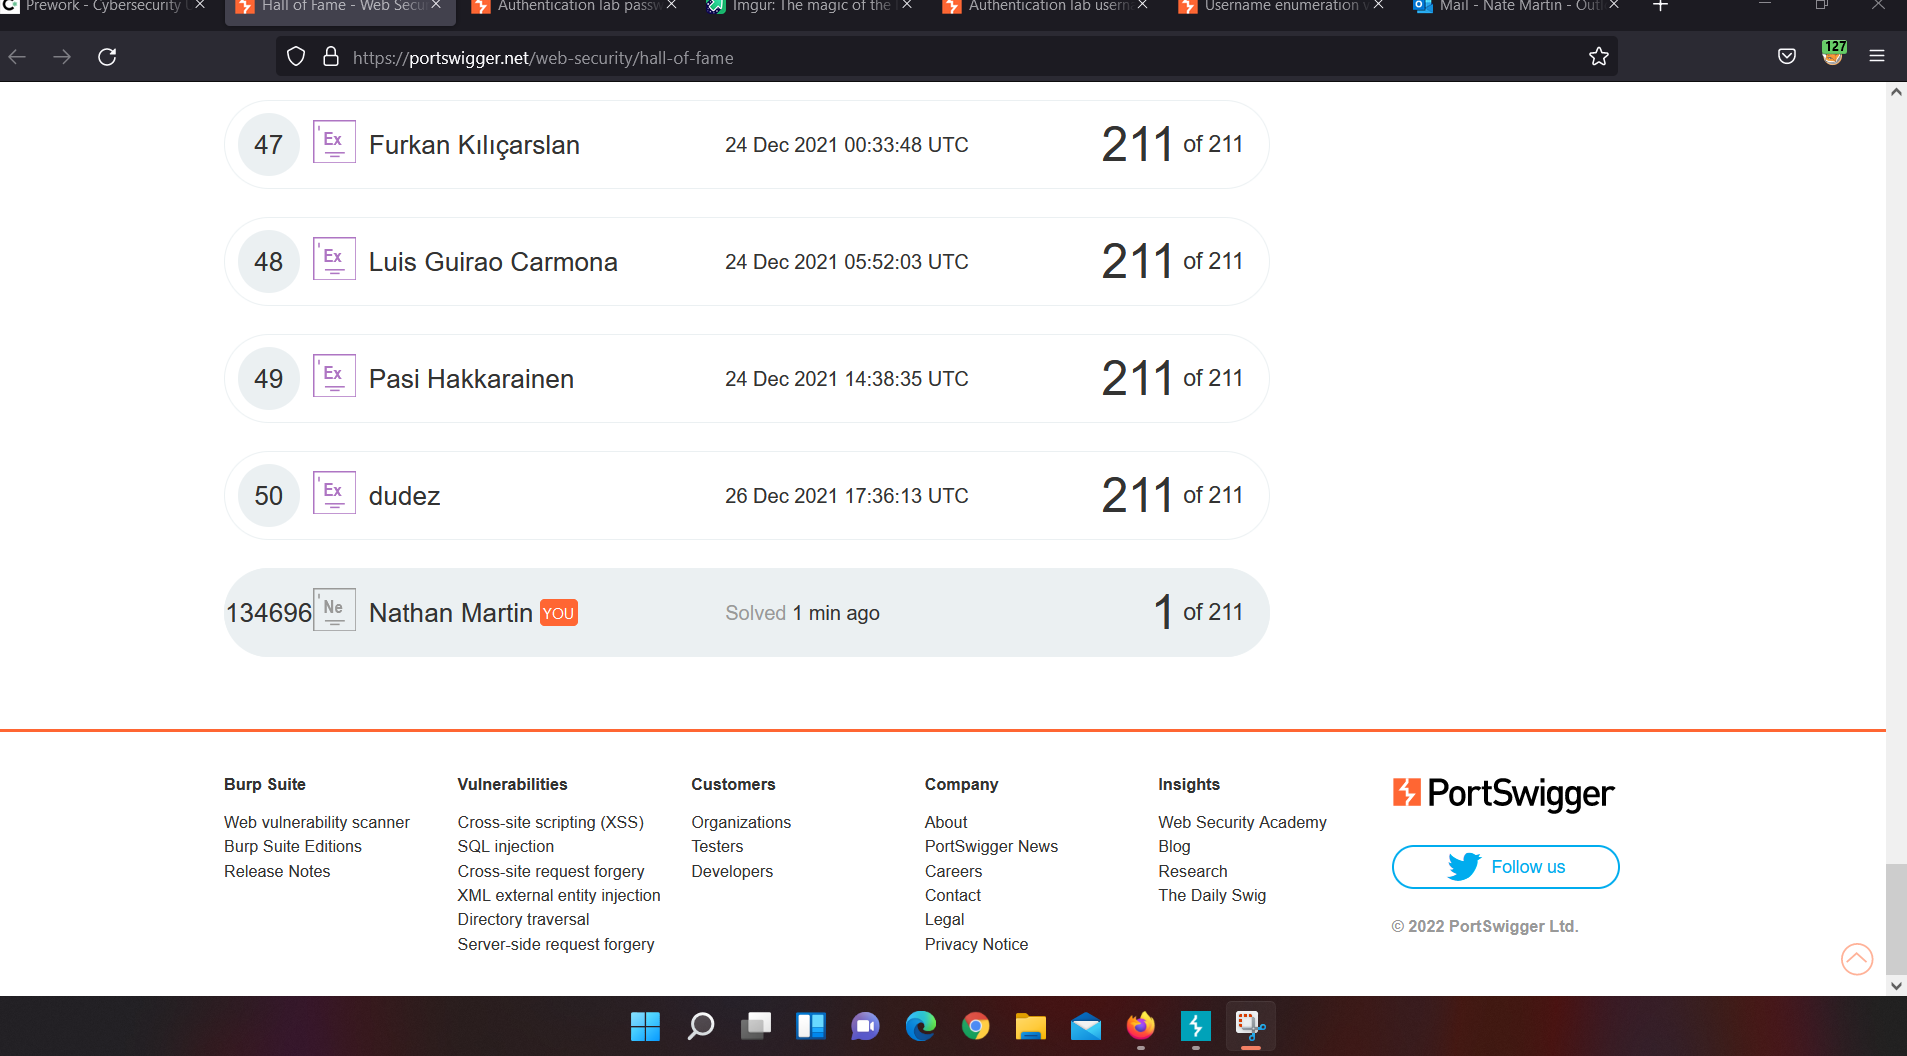 Prework - Cybersecurity
Hall of Fame - Web Secu
Authentication lab passw
Imgur: The magic of the
Authentication lab usern
Username enumeration
Mail - Nate Martin - Outl
https://portswigger.net/web-security/hall-of-fame
127
47 Ex Furkan Kılıçarslan 24 Dec 2021 00:33:48 UTC 211 of 211
48 Ex Luis Guirao Carmona 24 Dec 2021 05:52:03 UTC 211 of 211
49 Ex Pasi Hakkarainen 24 Dec 2021 14:38:35 UTC 211 of 211
50 Ex dudez 26 Dec 2021 17:36:13 UTC 211 of 211
134696 Ne Nathan Martin YOU Solved 1 min ago 1 of 211
Burp Suite
Web vulnerability scanner
Burp Suite Editions
Release Notes
Vulnerabilities
Cross-site scripting (XSS)
SQL injection
Cross-site request forgery
XML external entity injection
Directory traversal
Server-side request forgery
Customers
Organizations
Testers
Developers
Company
About
PortSwigger News
Careers
Contact
Legal
Privacy Notice
Insights
Web Security Academy
Blog
Research
The Daily Swig
PortSwigger
Follow us
© 2022 PortSwigger Ltd.